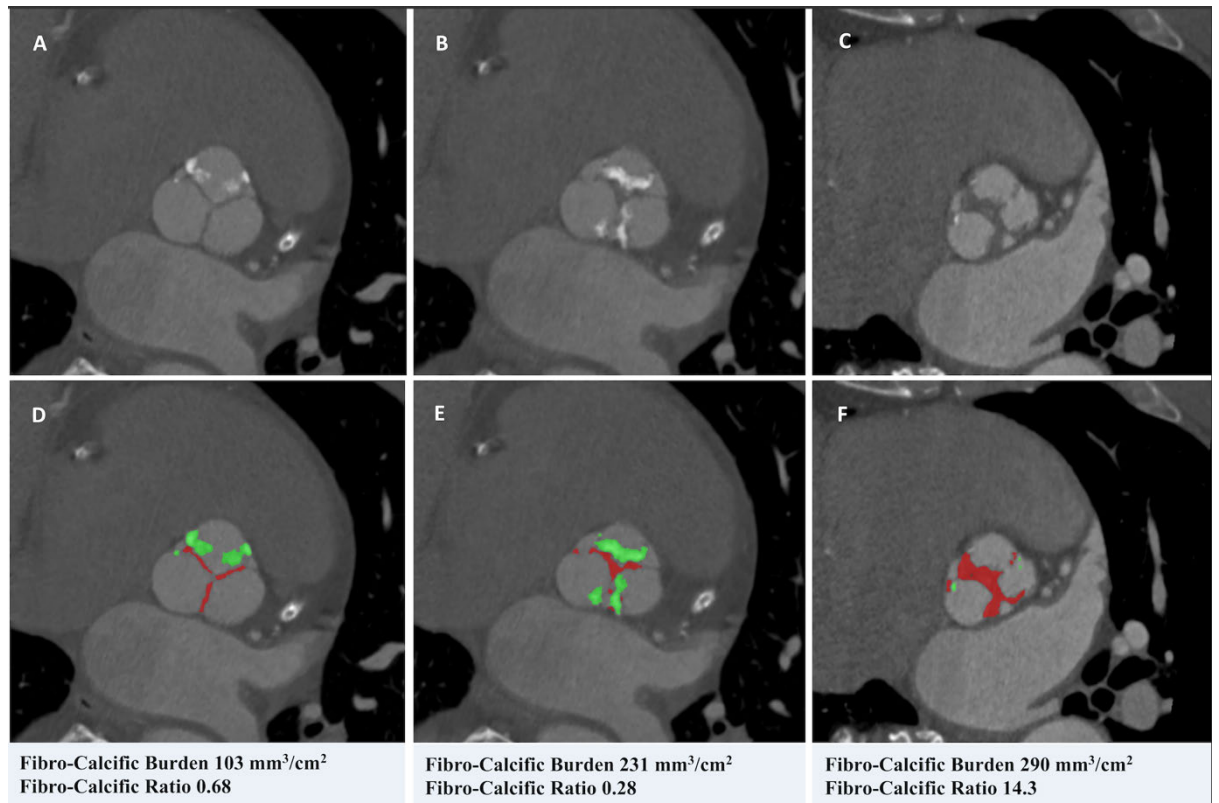 A
B
C
D
E
F
Fibro-Calcific Burden 103 mm³/cm²
Fibro-Calcific Ratio 0.68
Fibro-Calcific Burden 231 mm³/cm²
Fibro-Calcific Ratio 0.28
Fibro-Calcific Burden 290 mm³/cm²
Fibro-Calcific Ratio 14.3